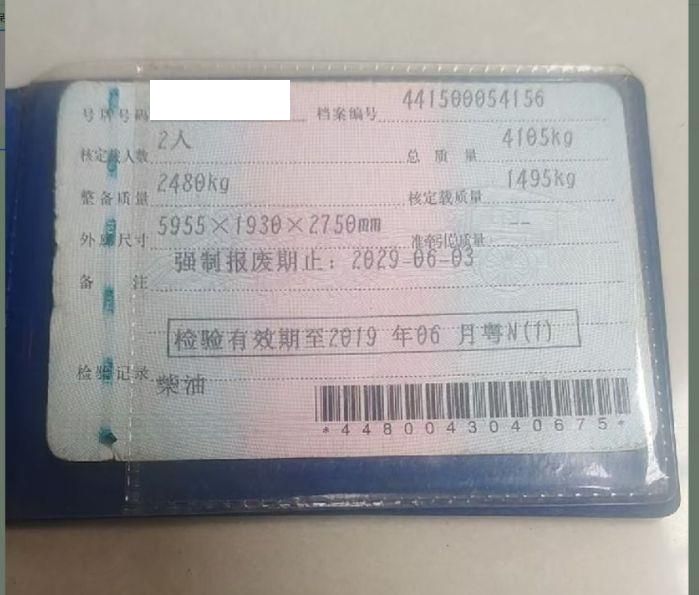 号牌号码 档案编号 441500054156
核定载人数 2人 总质量 4105kg
整备质量 2480kg 核定载质量 1495kg
外廓尺寸 5955×1930×2750mm 准牵引总质量 --
备注 强制报废期止：2029-06-03
检验有效期至2019 年06 月粤N(1)
检验记录 柴油
*4480043040675*